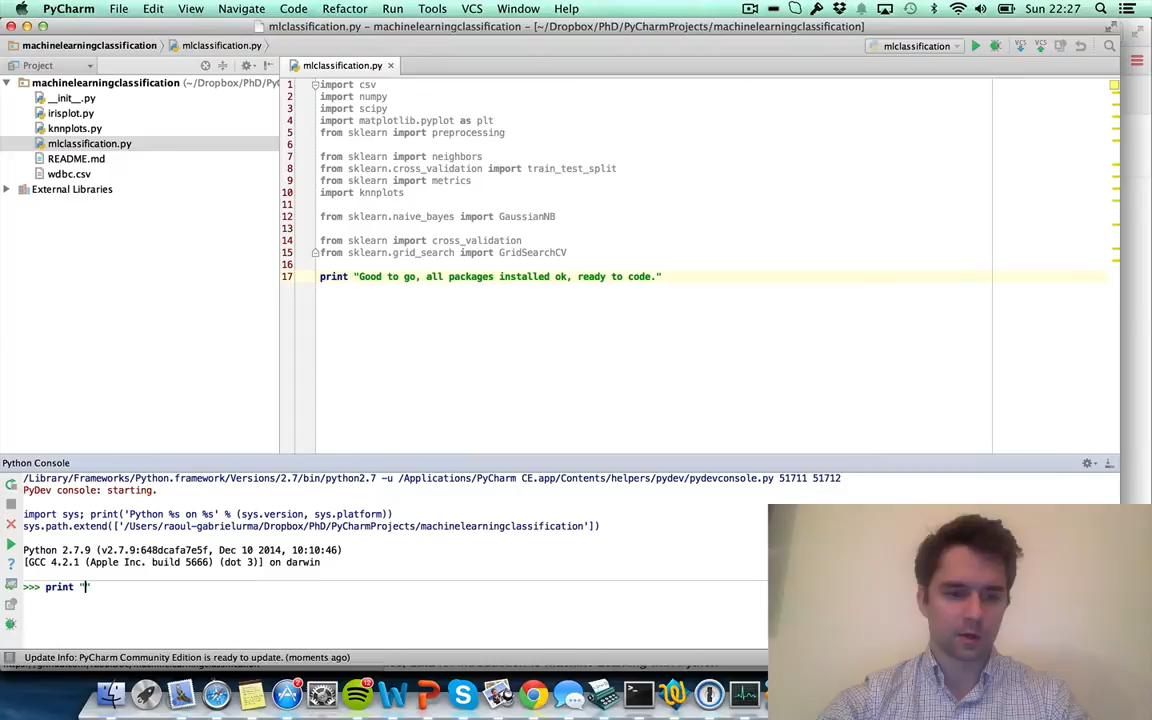 PyCharm File Edit View Navigate Code Refactor Run Tools VCS Window Help Sun 22:27
mlclassification.py - machinelearningclassification - [~/Dropbox/PhD/PyCharmProjects/machinelearningclassification]
machinelearningclassification mlclassification.py mlclassification VCS VCS
Project mlclassification.py
machinelearningclassification (~/Dropbox/PhD/PyC
__init__.py
irisplot.py
knnplots.py
mlclassification.py
README.md
wdbc.csv
External Libraries
1 import csv
2 import numpy
3 import scipy
4 import matplotlib.pyplot as plt
5 from sklearn import preprocessing
6
7 from sklearn import neighbors
8 from sklearn.cross_validation import train_test_split
9 from sklearn import metrics
10 import knnplots
11
12 from sklearn.naive_bayes import GaussianNB
13
14 from sklearn import cross_validation
15 from sklearn.grid_search import GridSearchCV
16
17 print "Good to go, all packages installed ok, ready to code."
Python Console
/Library/Frameworks/Python.framework/Versions/2.7/bin/python2.7 -u /Applications/PyCharm CE.app/Contents/helpers/pydev/pydevconsole.py 51711 51712
PyDev console: starting.
import sys; print('Python %s on %s' % (sys.version, sys.platform))
sys.path.extend(['/Users/raoul-gabrielurma/Dropbox/PhD/PyCharmProjects/machinelearningclassification'])
Python 2.7.9 (v2.7.9:648dcafa7e5f, Dec 10 2014, 10:10:46)
[GCC 4.2.1 (Apple Inc. build 5666) (dot 3)] on darwin
>>> print ""
Update Info: PyCharm Community Edition is ready to update. (moments ago)